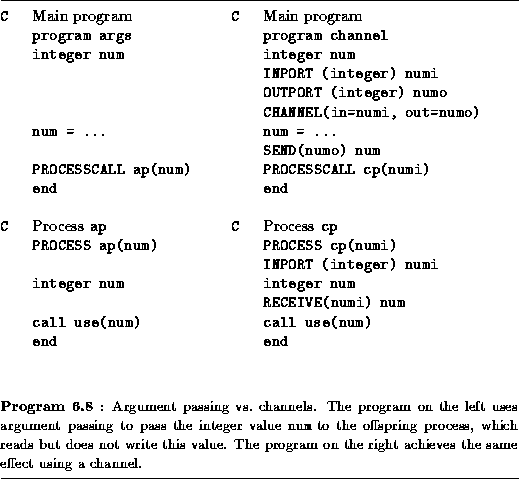 C Main program
program args
integer num
num = ...
PROCESSCALL ap(num)
end
C Main program
program channel
integer num
INPORT (integer) numi
OUTPORT (integer) numo
CHANNEL(in=numi, out=numo)
num = ...
SEND(numo) num
PROCESSCALL cp(numi)
end
C Process ap
PROCESS ap(num)
integer num
call use(num)
end
C Process cp
PROCESS cp(numi)
INPORT (integer) numi
integer num
RECEIVE(numi) num
call use(num)
end
Program 6.8 : Argument passing vs. channels. The program on the left uses
argument passing to pass the integer value num to the offspring process, which
reads but does not write this value. The program on the right achieves the same
effect using a channel.